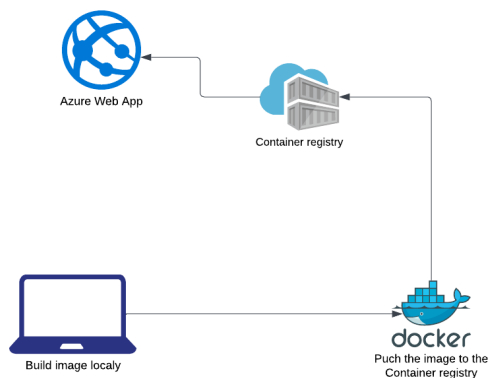 Azure Web App
Container registry
Build image localy
docker
Puch the image to the
Container registry